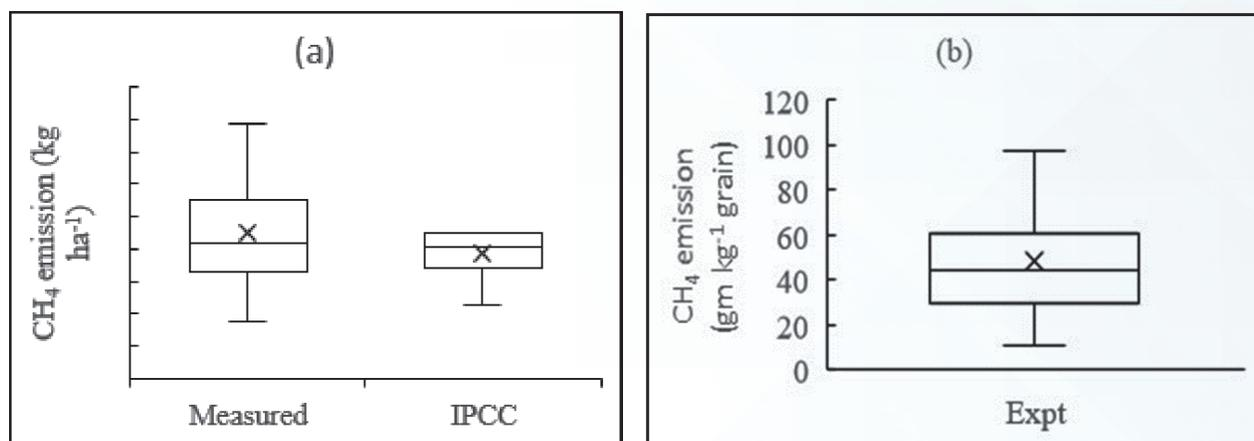 (a)
CH₄ emission (kg
ha⁻¹)
Measured
IPCC
(b)
CH₄ emission
(gm kg⁻¹ grain)
120
100
80
60
40
20
0
Expt